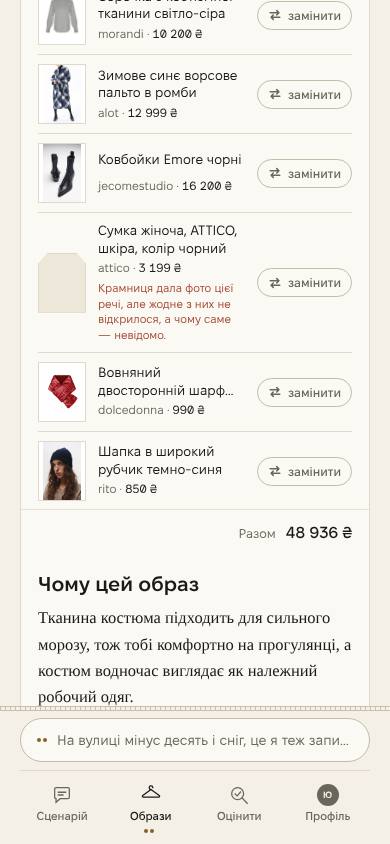 тканини світло-сіра
morandi · 10 200 ₴
замінити
Зимове синє ворсове
пальто в ромби
alot · 12 999 ₴
замінити
Ковбойки Emore чорні
jecomestudio · 16 200 ₴
замінити
Сумка жіноча, ATTICO,
шкіра, колір чорний
attico · 3 199 ₴
Крамниця дала фото цієї
речі, але жодне з них не
відкрилося, а чому саме
— невідомо.
замінити
Вовняний
двосторонній шарф...
dolcedonna · 990 ₴
замінити
Шапка в широкий
рубчик темно-синя
rito · 850 ₴
замінити
Разом 48 936 ₴
Чому цей образ
Тканина костюма підходить для сильного
морозу, тож тобі комфортно на прогулянці, а
костюм водночас виглядає як належний
робочий одяг.
На вулиці мінус десять і сніг, це я теж запи...
Сценарій
Образи
Оцінити
Ю
Профіль